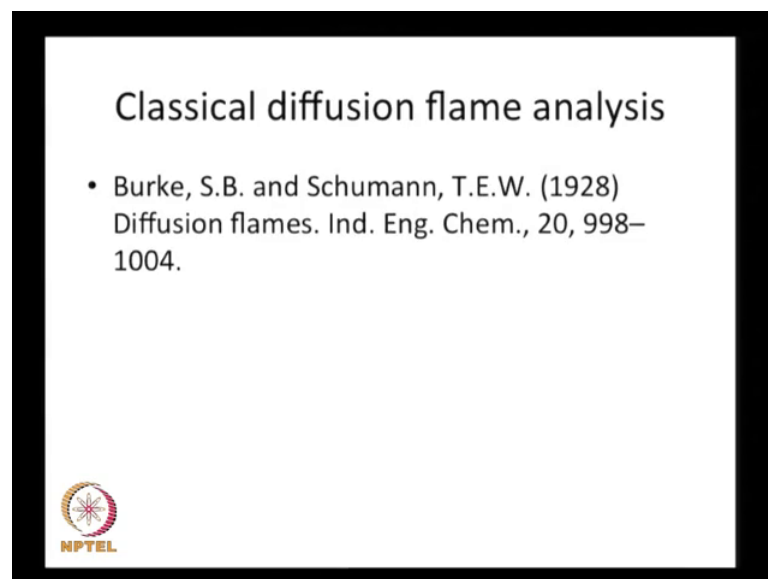 Classical diffusion flame analysis
• Burke, S.B. and Schumann, T.E.W. (1928)
Diffusion flames. Ind. Eng. Chem., 20, 998–
1004.
NPTEL